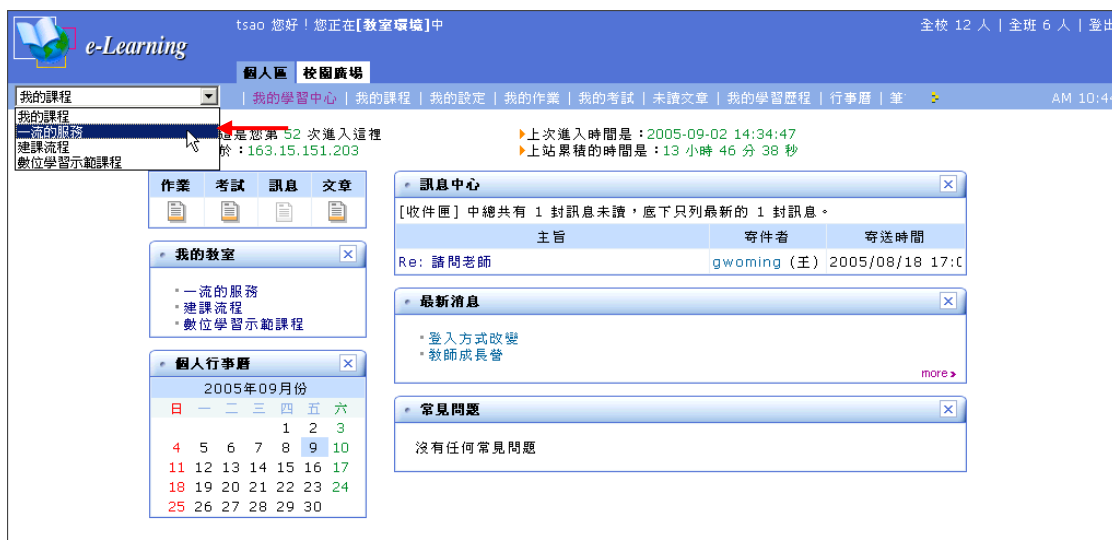 e-Learning
tsao 您好！您正在[教室環境]中
全校 12 人 | 全班 6 人 | 登出
個人區 校園廣場
我的課程
| 我的學習中心 | 我的課程 | 我的設定 | 我的作業 | 我的考試 | 未讀文章 | 我的學習歷程 | 行事曆 | 筆
AM 10:4
我的課程
一流的服務
建課流程
數位學習示範課程
這是您第 52 次進入這裡
於：163.15.151.203
上次進入時間是：2005-09-02 14:34:47
上站累積的時間是：13 小時 46 分 38 秒
作業 考試 訊息 文章
我的教室
一流的服務
建課流程
數位學習示範課程
個人行事曆
2005年09月份
日 一 二 三 四 五 六
1 2 3
4 5 6 7 8 9 10
11 12 13 14 15 16 17
18 19 20 21 22 23 24
25 26 27 28 29 30
訊息中心
[收件匣] 中總共有 1 封訊息未讀，底下只列最新的 1 封訊息。
主旨 寄件者 寄送時間
Re: 請問老師 gwoming (王) 2005/08/18 17:0
最新消息
登入方式改變
教師成長營
more
常見問題
沒有任何常見問題